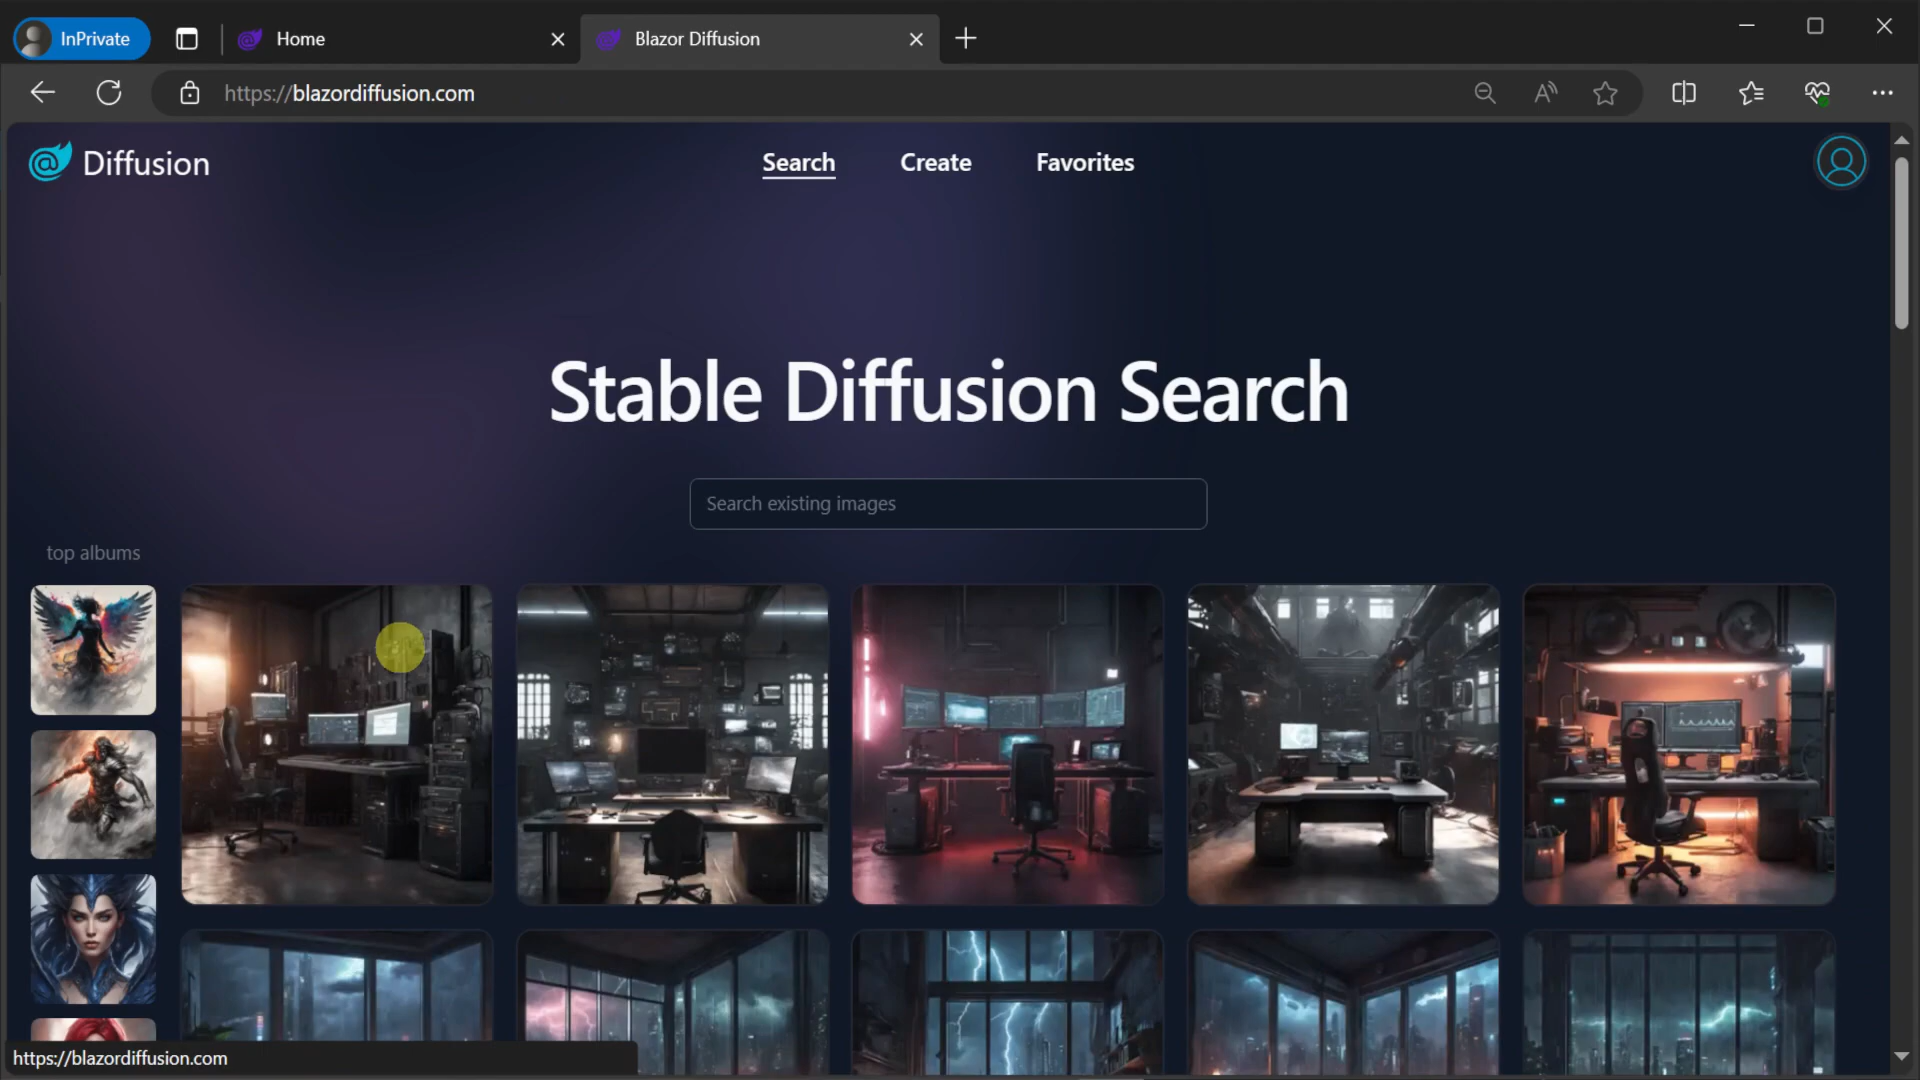 InPrivate
Home
Blazor Diffusion
https://blazordiffusion.com
Diffusion
Search
Create
Favorites
Stable Diffusion Search
Search existing images
top albums
https://blazordiffusion.com